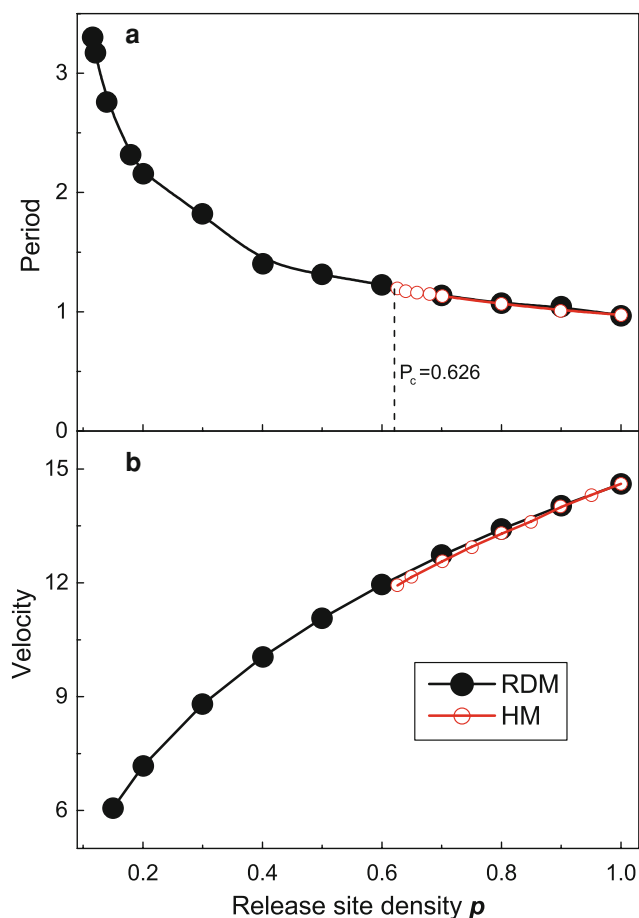 a
3
2
1
0
Period
P_c=0.626
b
15
12
9
6
Velocity
RDM
HM
0.2 0.4 0.6 0.8 1.0
Release site density p